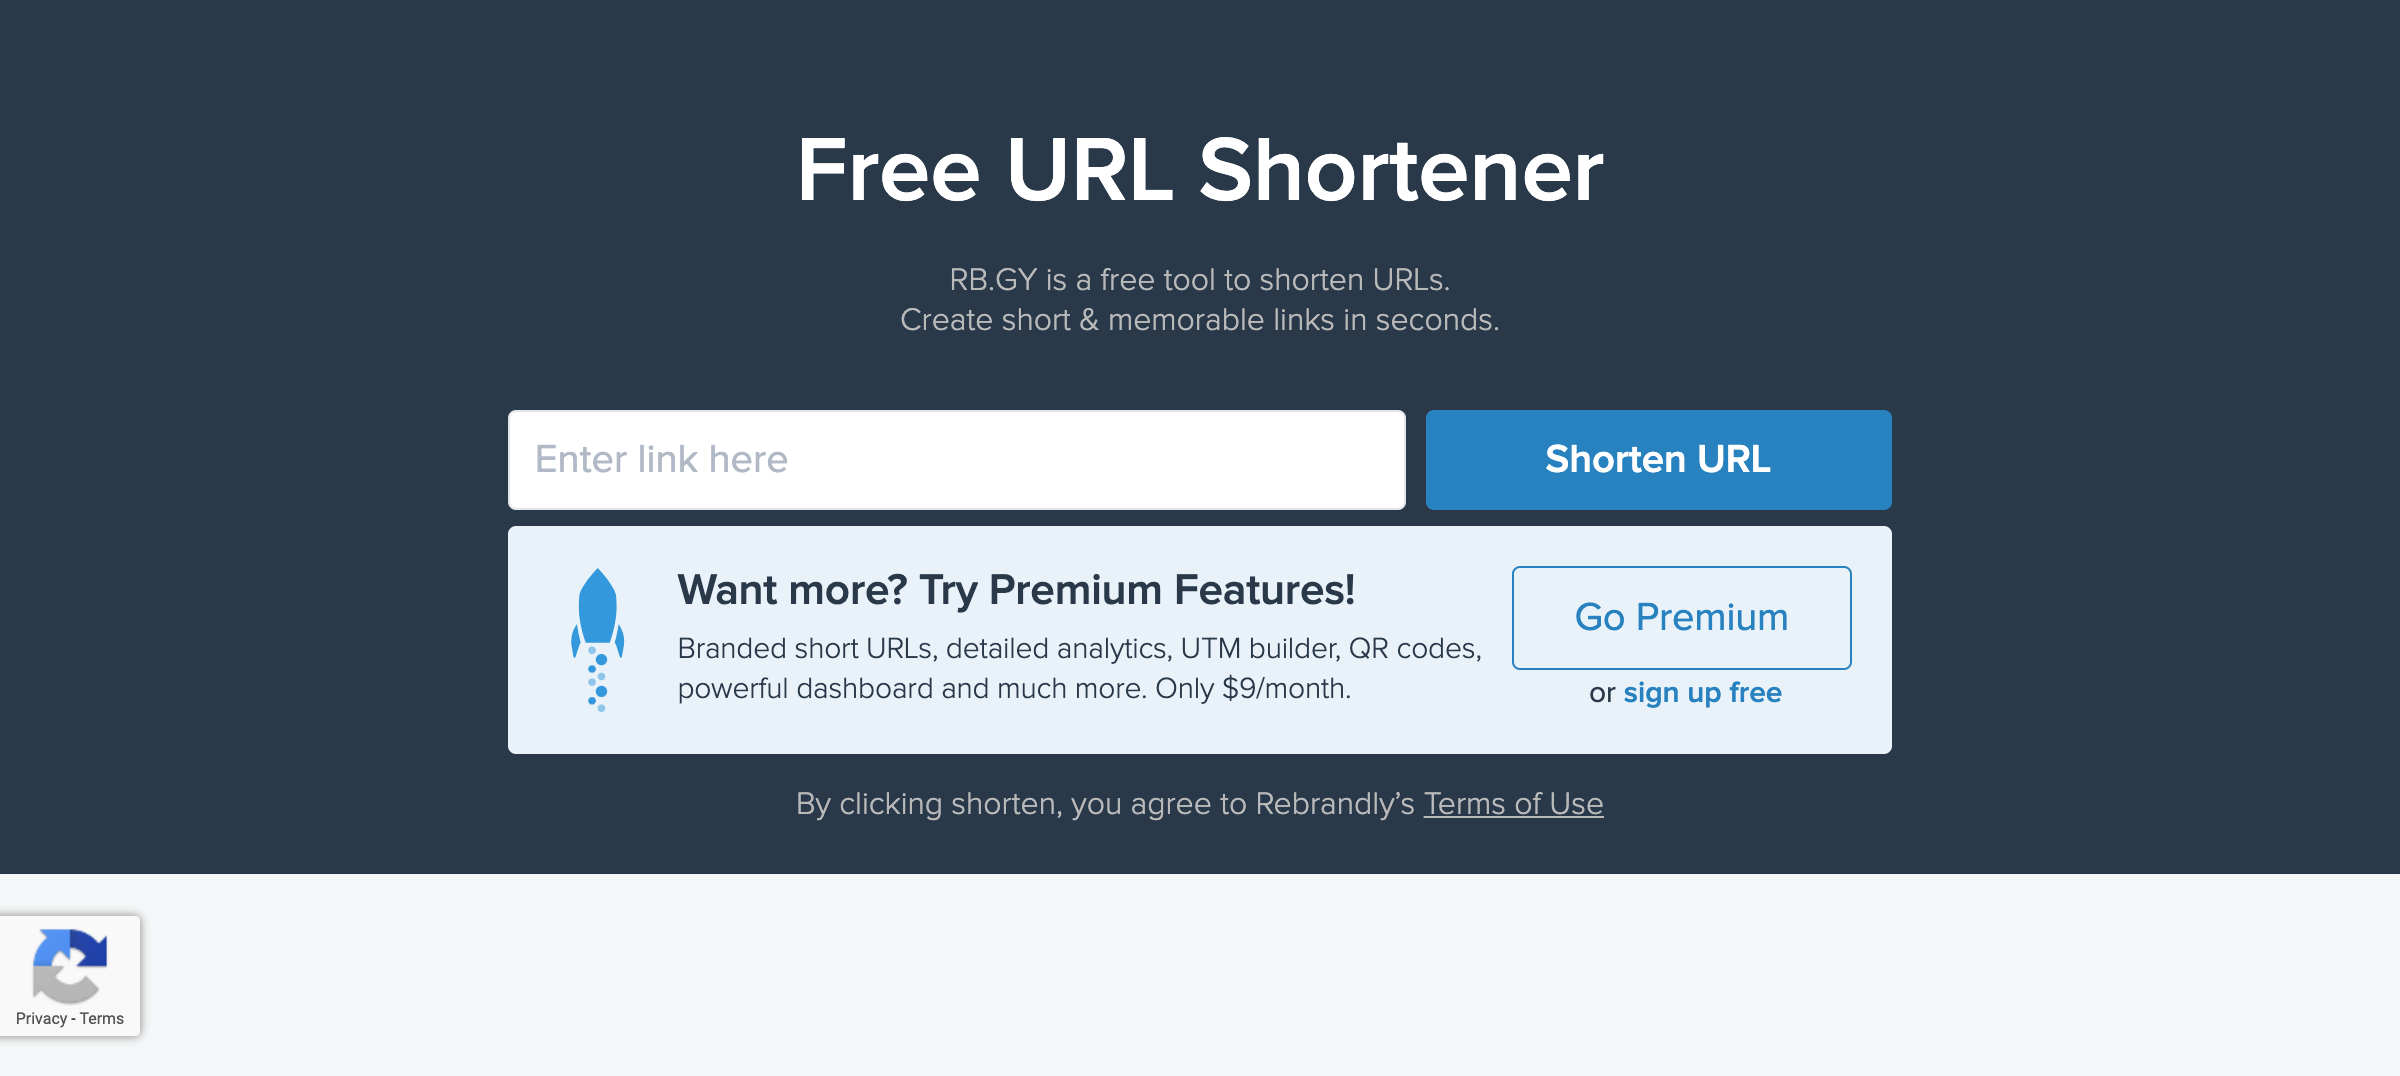 Free URL Shortener
RB.GY is a free tool to shorten URLs.
Create short & memorable links in seconds.
Enter link here
Shorten URL
Want more? Try Premium Features!
Branded short URLs, detailed analytics, UTM builder, QR codes,
powerful dashboard and much more. Only $9/month.
Go Premium
or sign up free
By clicking shorten, you agree to Rebrandly’s Terms of Use
Privacy - Terms